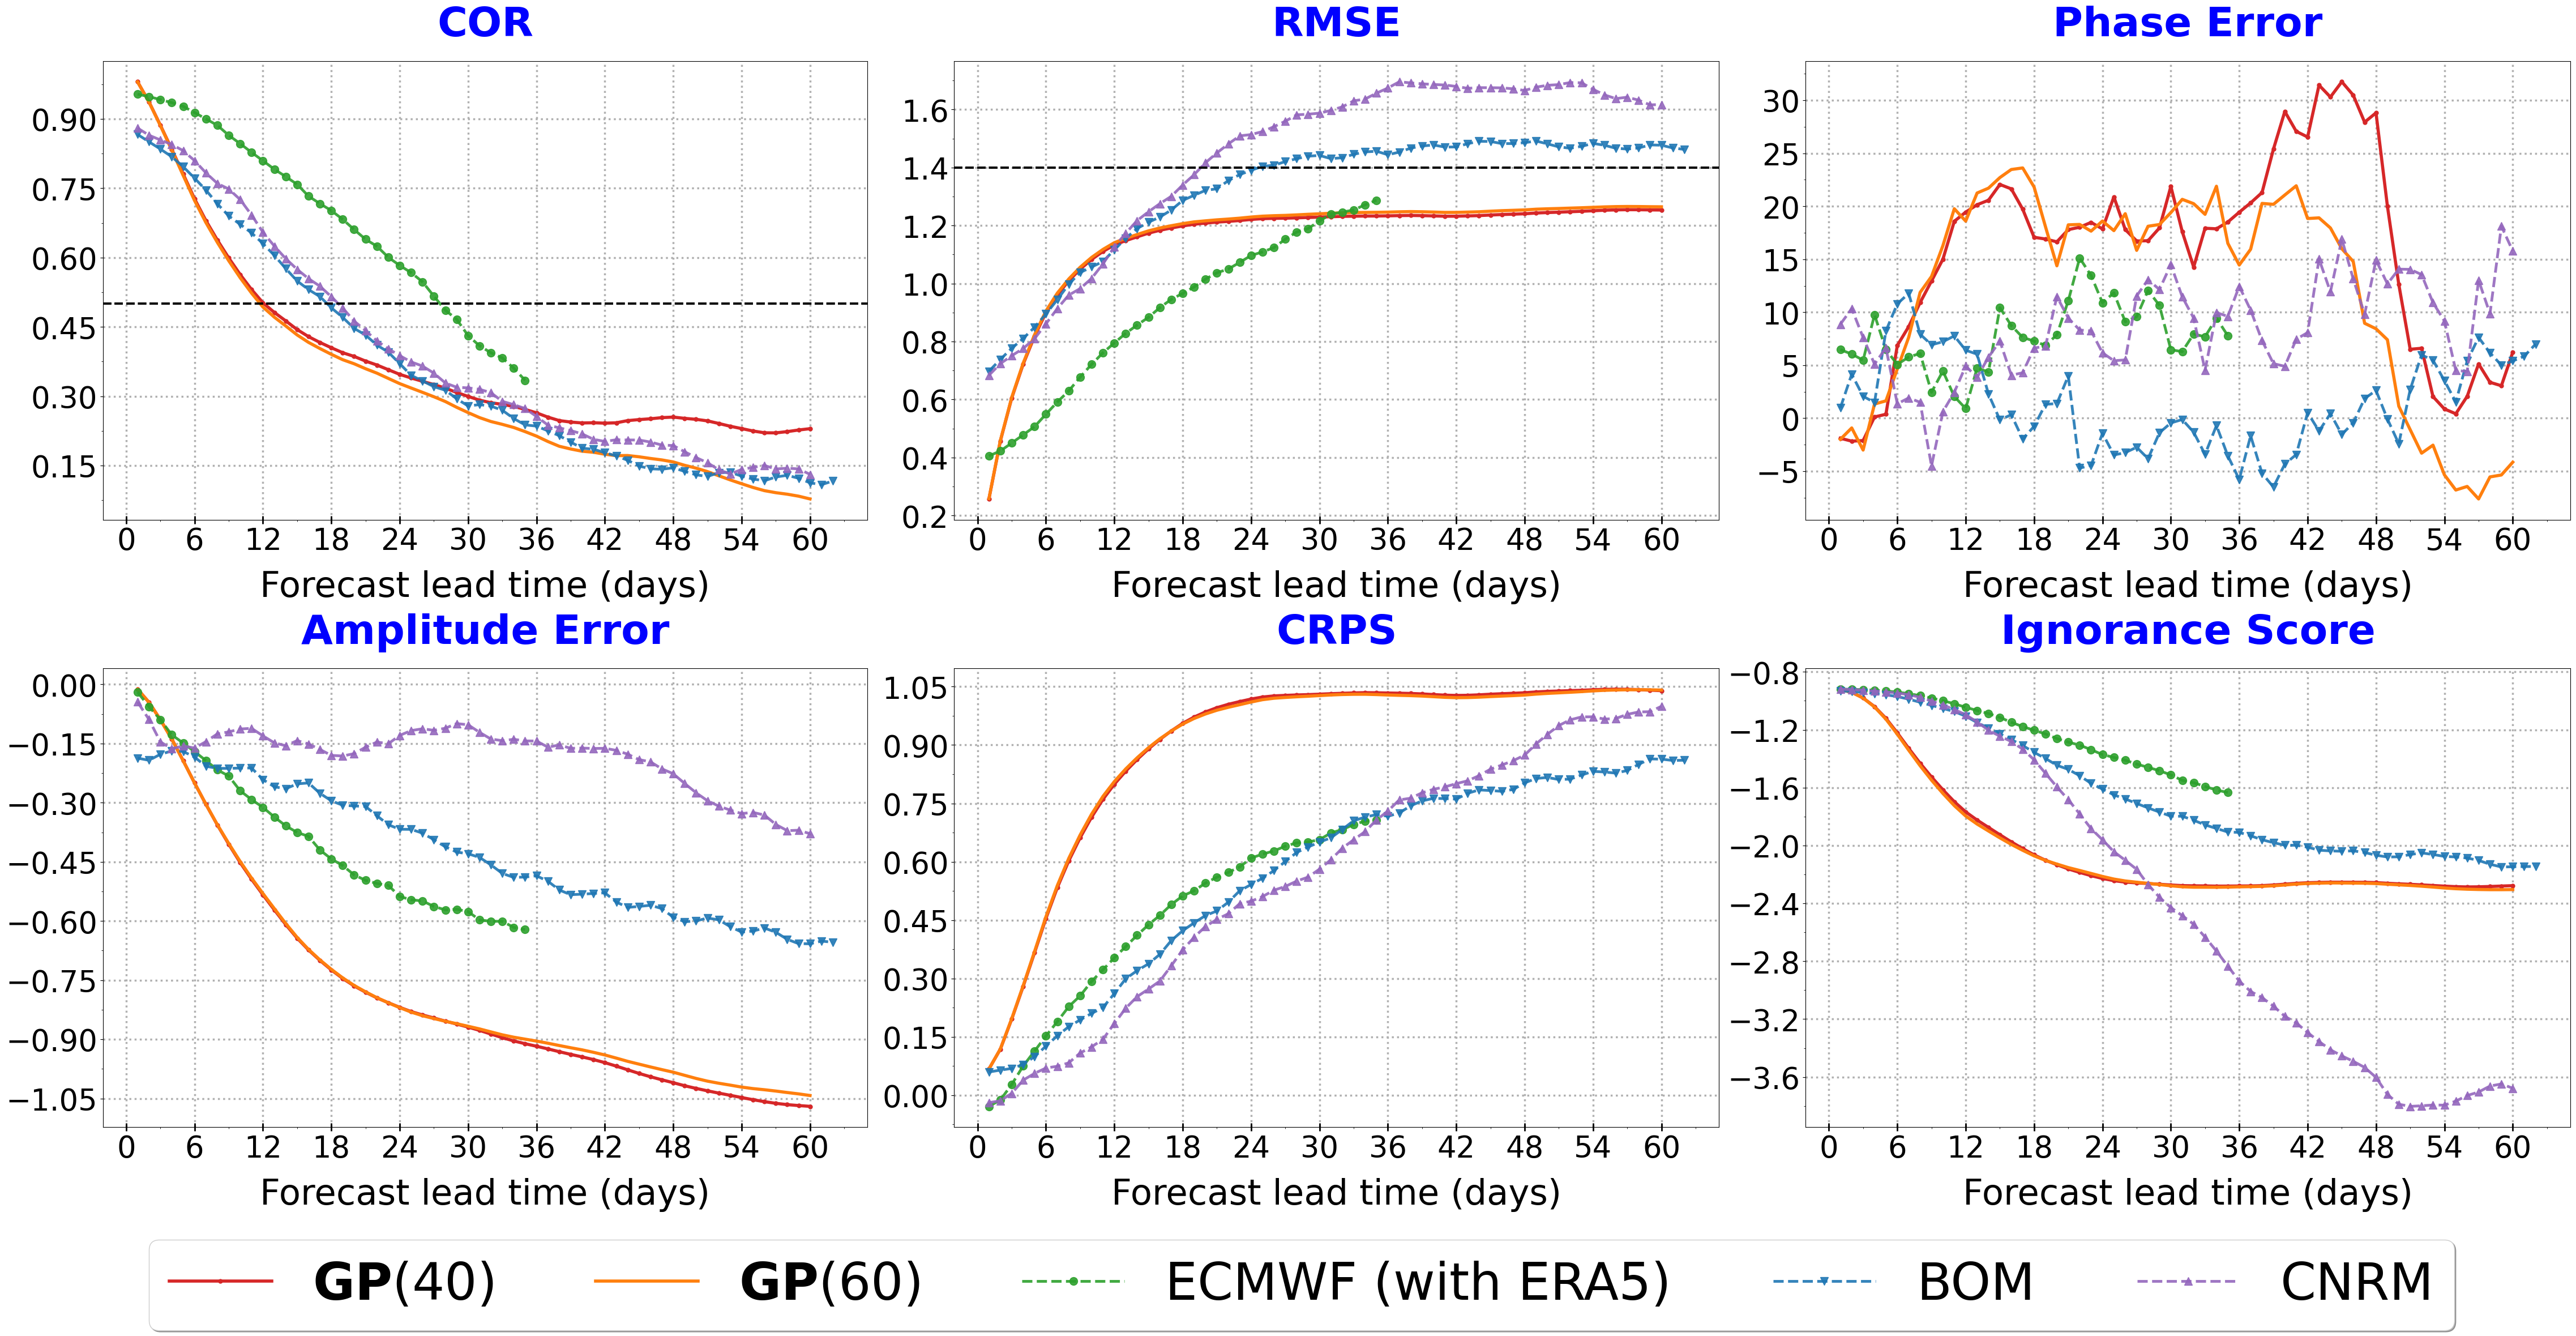 COR
RMSE
Phase Error
0.90
0.75
0.60
0.45
0.30
0.15
0 6 12 18 24 30 36 42 48 54 60
Forecast lead time (days)
1.6
1.4
1.2
1.0
0.8
0.6
0.4
0.2
0 6 12 18 24 30 36 42 48 54 60
Forecast lead time (days)
30
25
20
15
10
5
0
−5
0 6 12 18 24 30 36 42 48 54 60
Forecast lead time (days)
Amplitude Error
CRPS
Ignorance Score
0.00
−0.15
−0.30
−0.45
−0.60
−0.75
−0.90
−1.05
0 6 12 18 24 30 36 42 48 54 60
Forecast lead time (days)
1.05
0.90
0.75
0.60
0.45
0.30
0.15
0.00
0 6 12 18 24 30 36 42 48 54 60
Forecast lead time (days)
−0.8
−1.2
−1.6
−2.0
−2.4
−2.8
−3.2
−3.6
0 6 12 18 24 30 36 42 48 54 60
Forecast lead time (days)
GP(40) GP(60) ECMWF (with ERA5) BOM CNRM